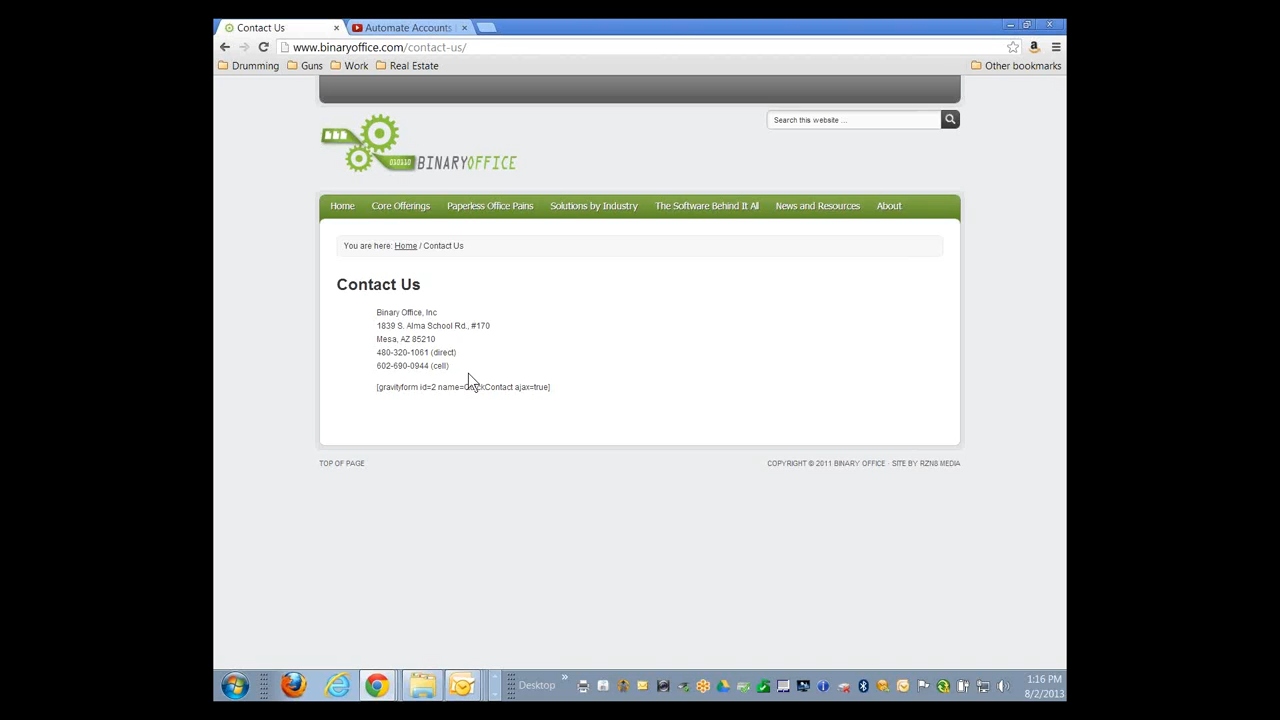 Contact Us
Automate Accounts
www.binaryoffice.com/contact-us/
Drumming
Guns
Work
Real Estate
Other bookmarks
Search this website ...
010110
BINARYOFFICE
Home
Core Offerings
Paperless Office Pains
Solutions by Industry
The Software Behind It All
News and Resources
About
You are here: Home / Contact Us
Contact Us
Binary Office, Inc
1839 S. Alma School Rd., #170
Mesa, AZ 85210
480-320-1061 (direct)
602-690-0944 (cell)
[gravityform id=2 ajax=true]
TOP OF PAGE
COPYRIGHT © 2011 BINARY OFFICE · SITE BY RZN8 MEDIA
Desktop
1:16 PM
8/2/2013